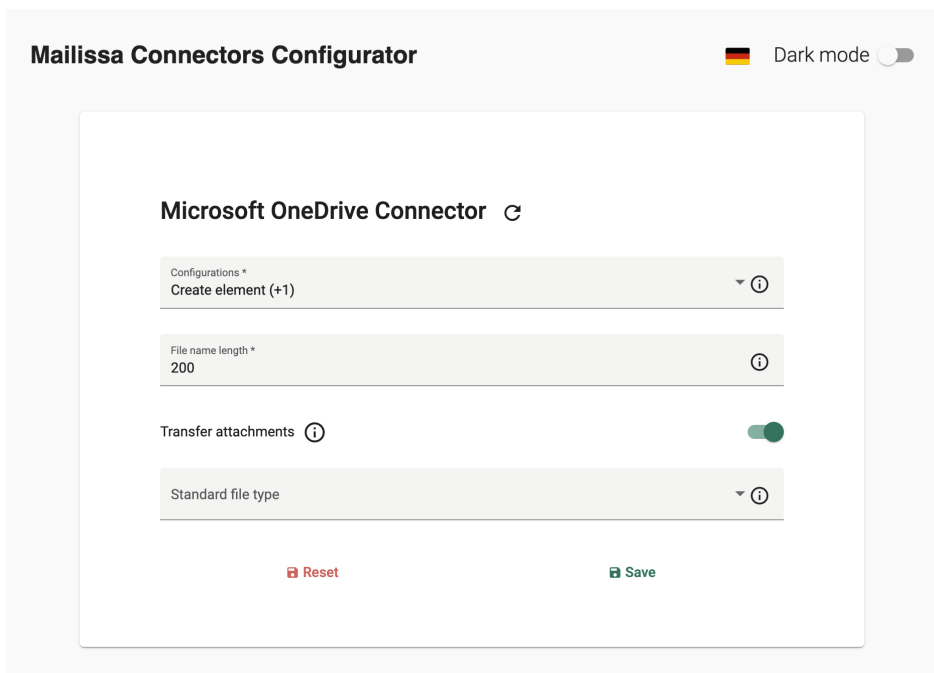 Mailissa Connectors Configurator
Dark mode
Microsoft OneDrive Connector
Configurations *
Create element (+1)
File name length *
200
Transfer attachments
Standard file type
Reset
Save